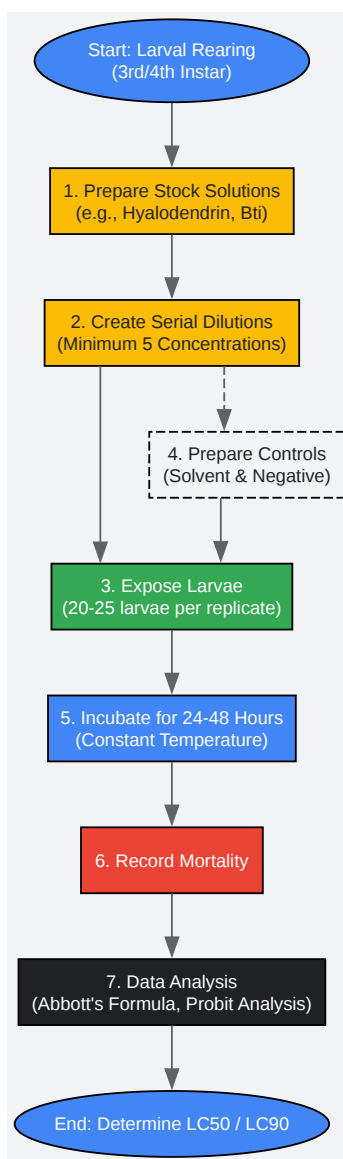 Start: Larval Rearing
(3rd/4th Instar)
1. Prepare Stock Solutions
(e.g., Hyalodendrin, Bti)
2. Create Serial Dilutions
(Minimum 5 Concentrations)
4. Prepare Controls
(Solvent & Negative)
3. Expose Larvae
(20-25 larvae per replicate)
5. Incubate for 24-48 Hours
(Constant Temperature)
6. Record Mortality
7. Data Analysis
(Abbott's Formula, Probit Analysis)
End: Determine LC50 / LC90